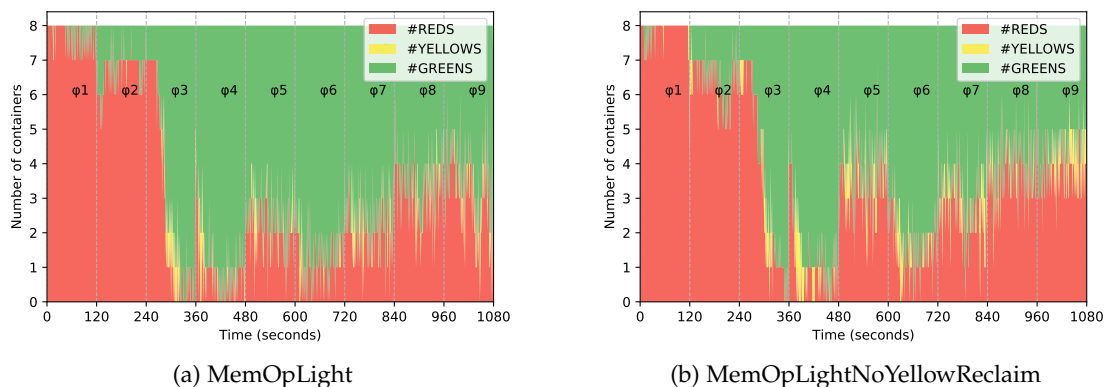 8
7
6
5
4
3
2
1
0
Number of containers
#REDS
#YELLOWS
#GREENS
φ1 φ2 φ3 φ4 φ5 φ6 φ7 φ8 φ9
0 120 240 360 480 600 720 840 960 1080
Time (seconds)
(a) MemOpLight
8
7
6
5
4
3
2
1
0
Number of containers
#REDS
#YELLOWS
#GREENS
φ1 φ2 φ3 φ4 φ5 φ6 φ7 φ8 φ9
0 120 240 360 480 600 720 840 960 1080
Time (seconds)
(b) MemOpLightNoYellowReclaim